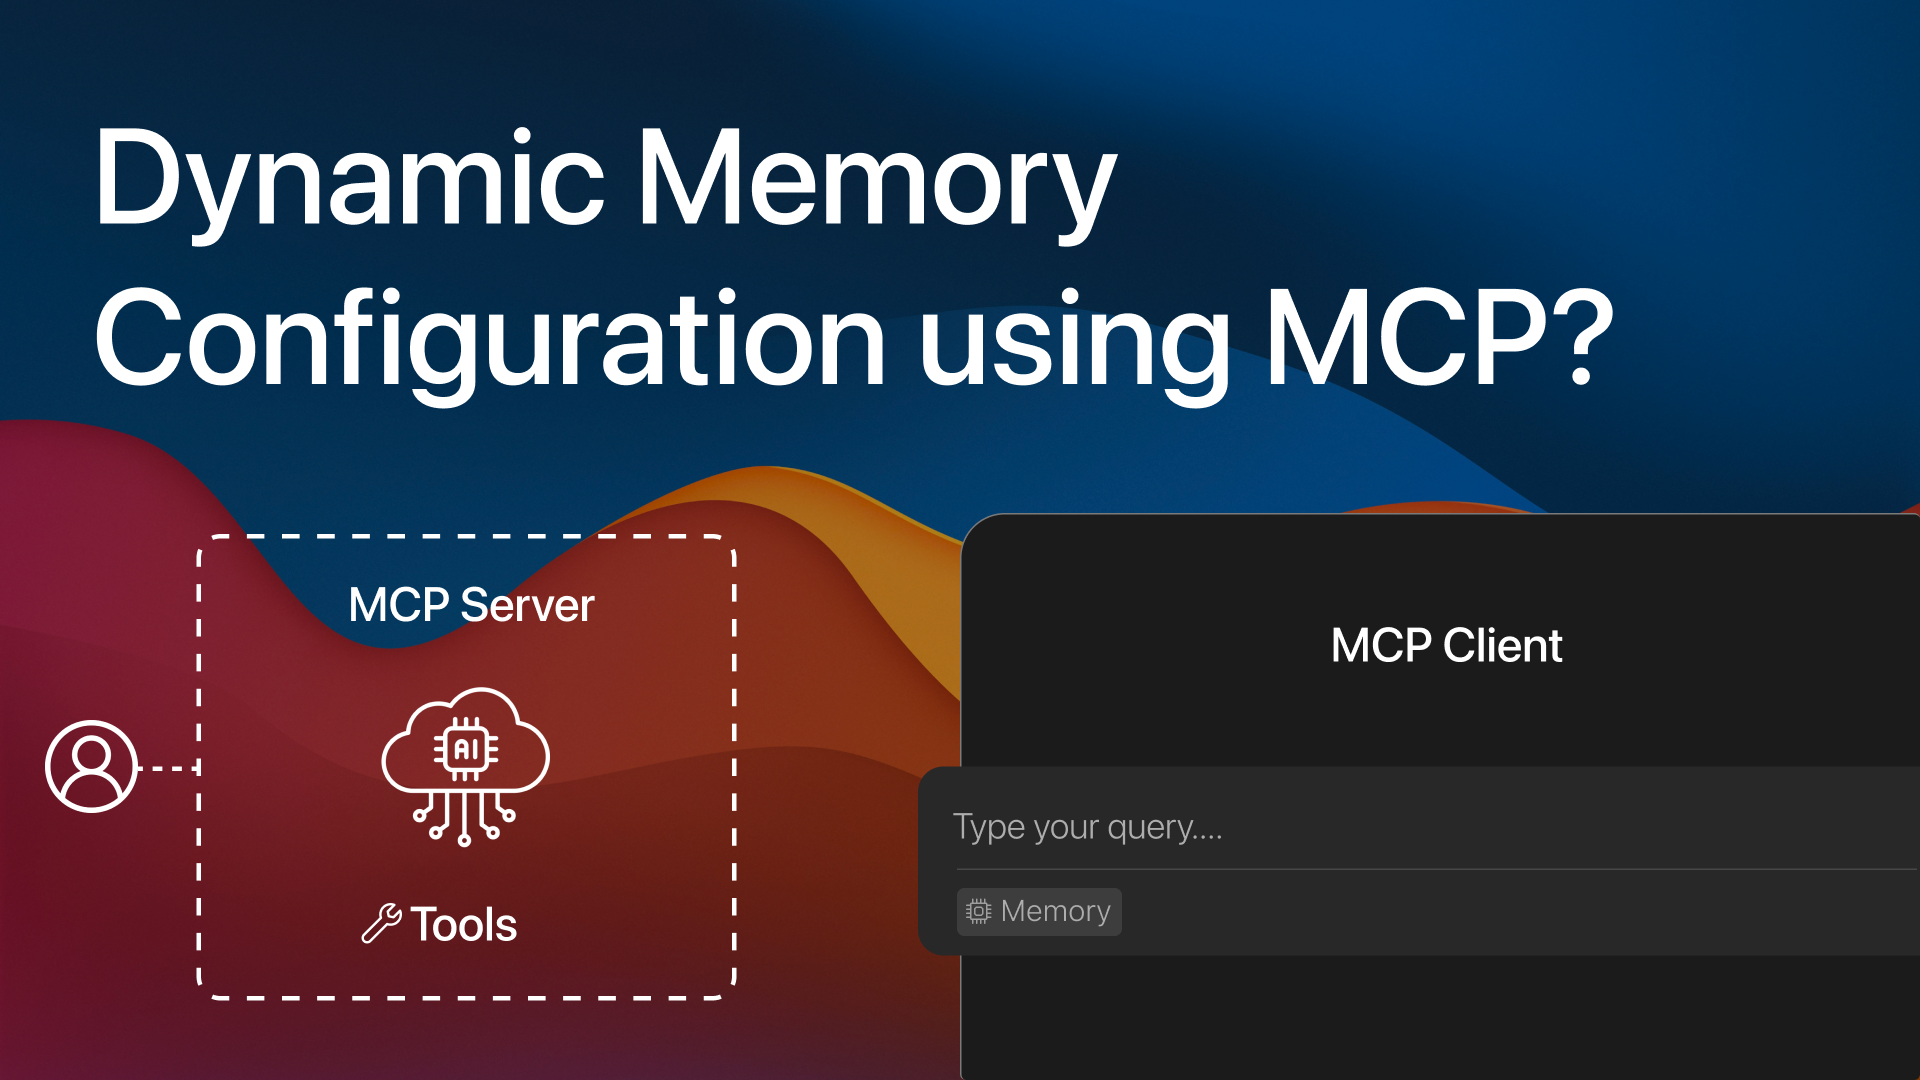 Dynamic Memory
Configuration using MCP?
MCP Server
AI
Tools
MCP Client
Type your query....
Memory